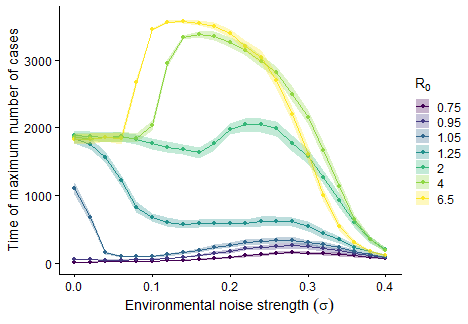 Time of maximum number of cases
3000
2000
1000
0
0.0 0.1 0.2 0.3 0.4
Environmental noise strength (σ)
R0
0.75
0.95
1.05
1.25
2
4
6.5